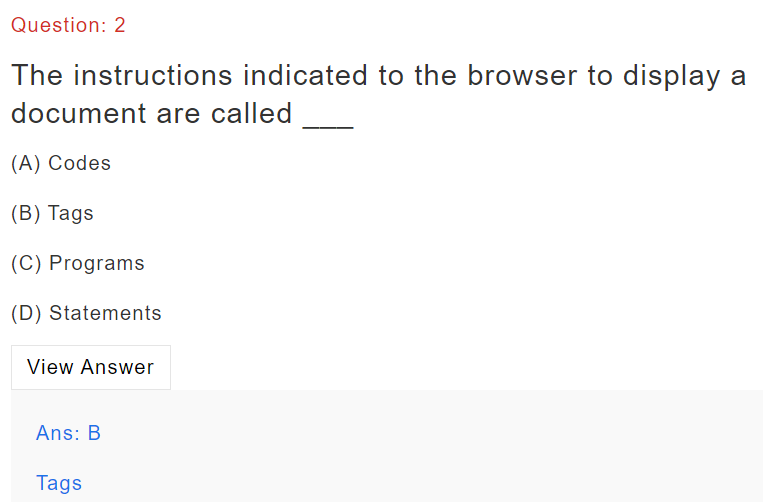 Question: 2
The instructions indicated to the browser to display a
document are called ___
(A) Codes
(B) Tags
(C) Programs
(D) Statements
View Answer
Ans: B
Tags